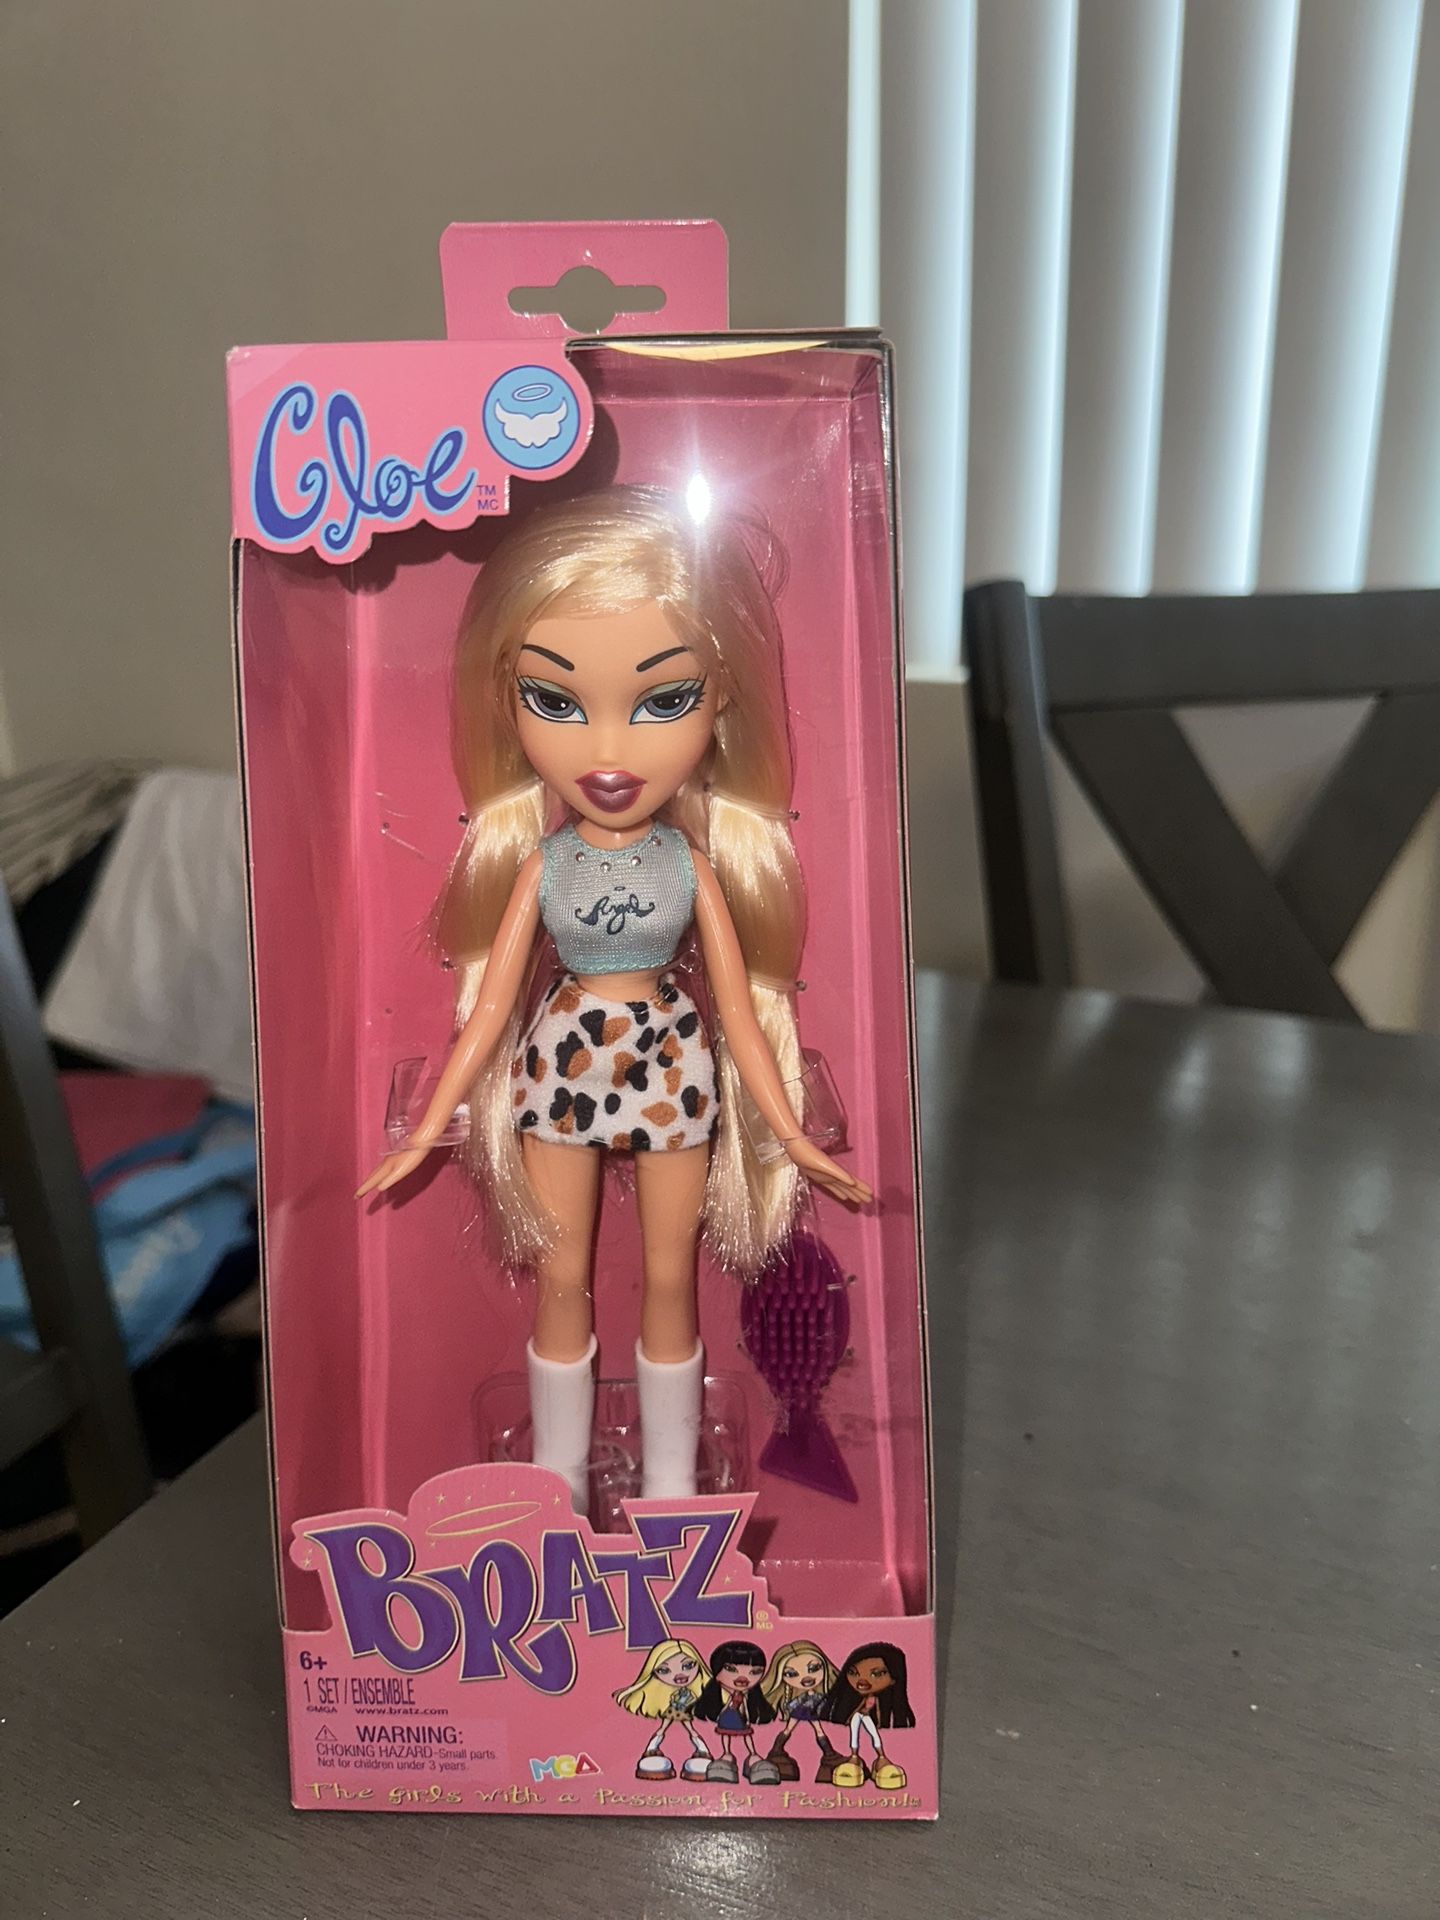 Cloe
TM
MC
Angel
BRATZ
®
MD
6+
1 SET / ENSEMBLE
©MGA www.bratz.com
WARNING:
CHOKING HAZARD-Small parts.
Not for children under 3 years.
MGA
The girls with a Passion for Fashion!